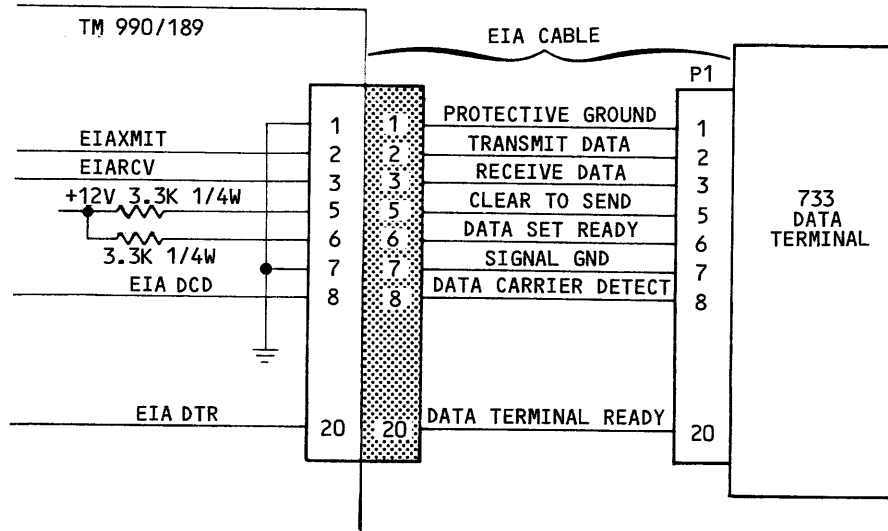 TM 990/189
EIA CABLE
P1
1 1 PROTECTIVE GROUND 1
EIAXMIT 2 2 TRANSMIT DATA 2
EIARCV 3 3 RECEIVE DATA 3
+12V 3.3K 1/4W 5 5 CLEAR TO SEND 5
3.3K 1/4W 6 6 DATA SET READY 6
7 7 SIGNAL GND 7
EIA DCD 8 8 DATA CARRIER DETECT 8
EIA DTR 20 20 DATA TERMINAL READY 20
733
DATA
TERMINAL